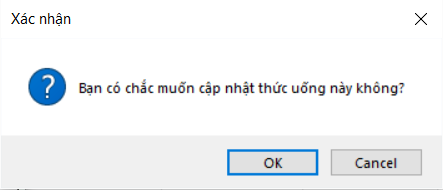 Xác nhận
Bạn có chắc muốn cập nhật thức uống này không?
OK
Cancel